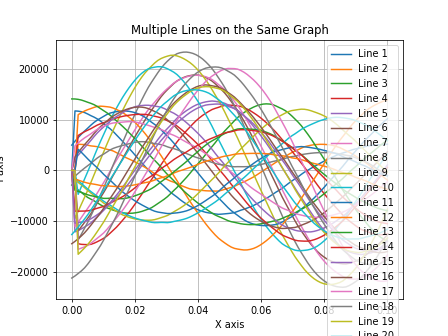 Multiple Lines on the Same Graph
20000
10000
0
−10000
−20000
0.00
0.02
0.04
0.06
X axis
Line 1
Line 2
Line 3
Line 4
Line 5
Line 6
Line 7
Line 8
Line 9
Line 10
Line 11
Line 12
Line 13
Line 14
Line 15
Line 16
Line 17
Line 18
Line 19
Line 20